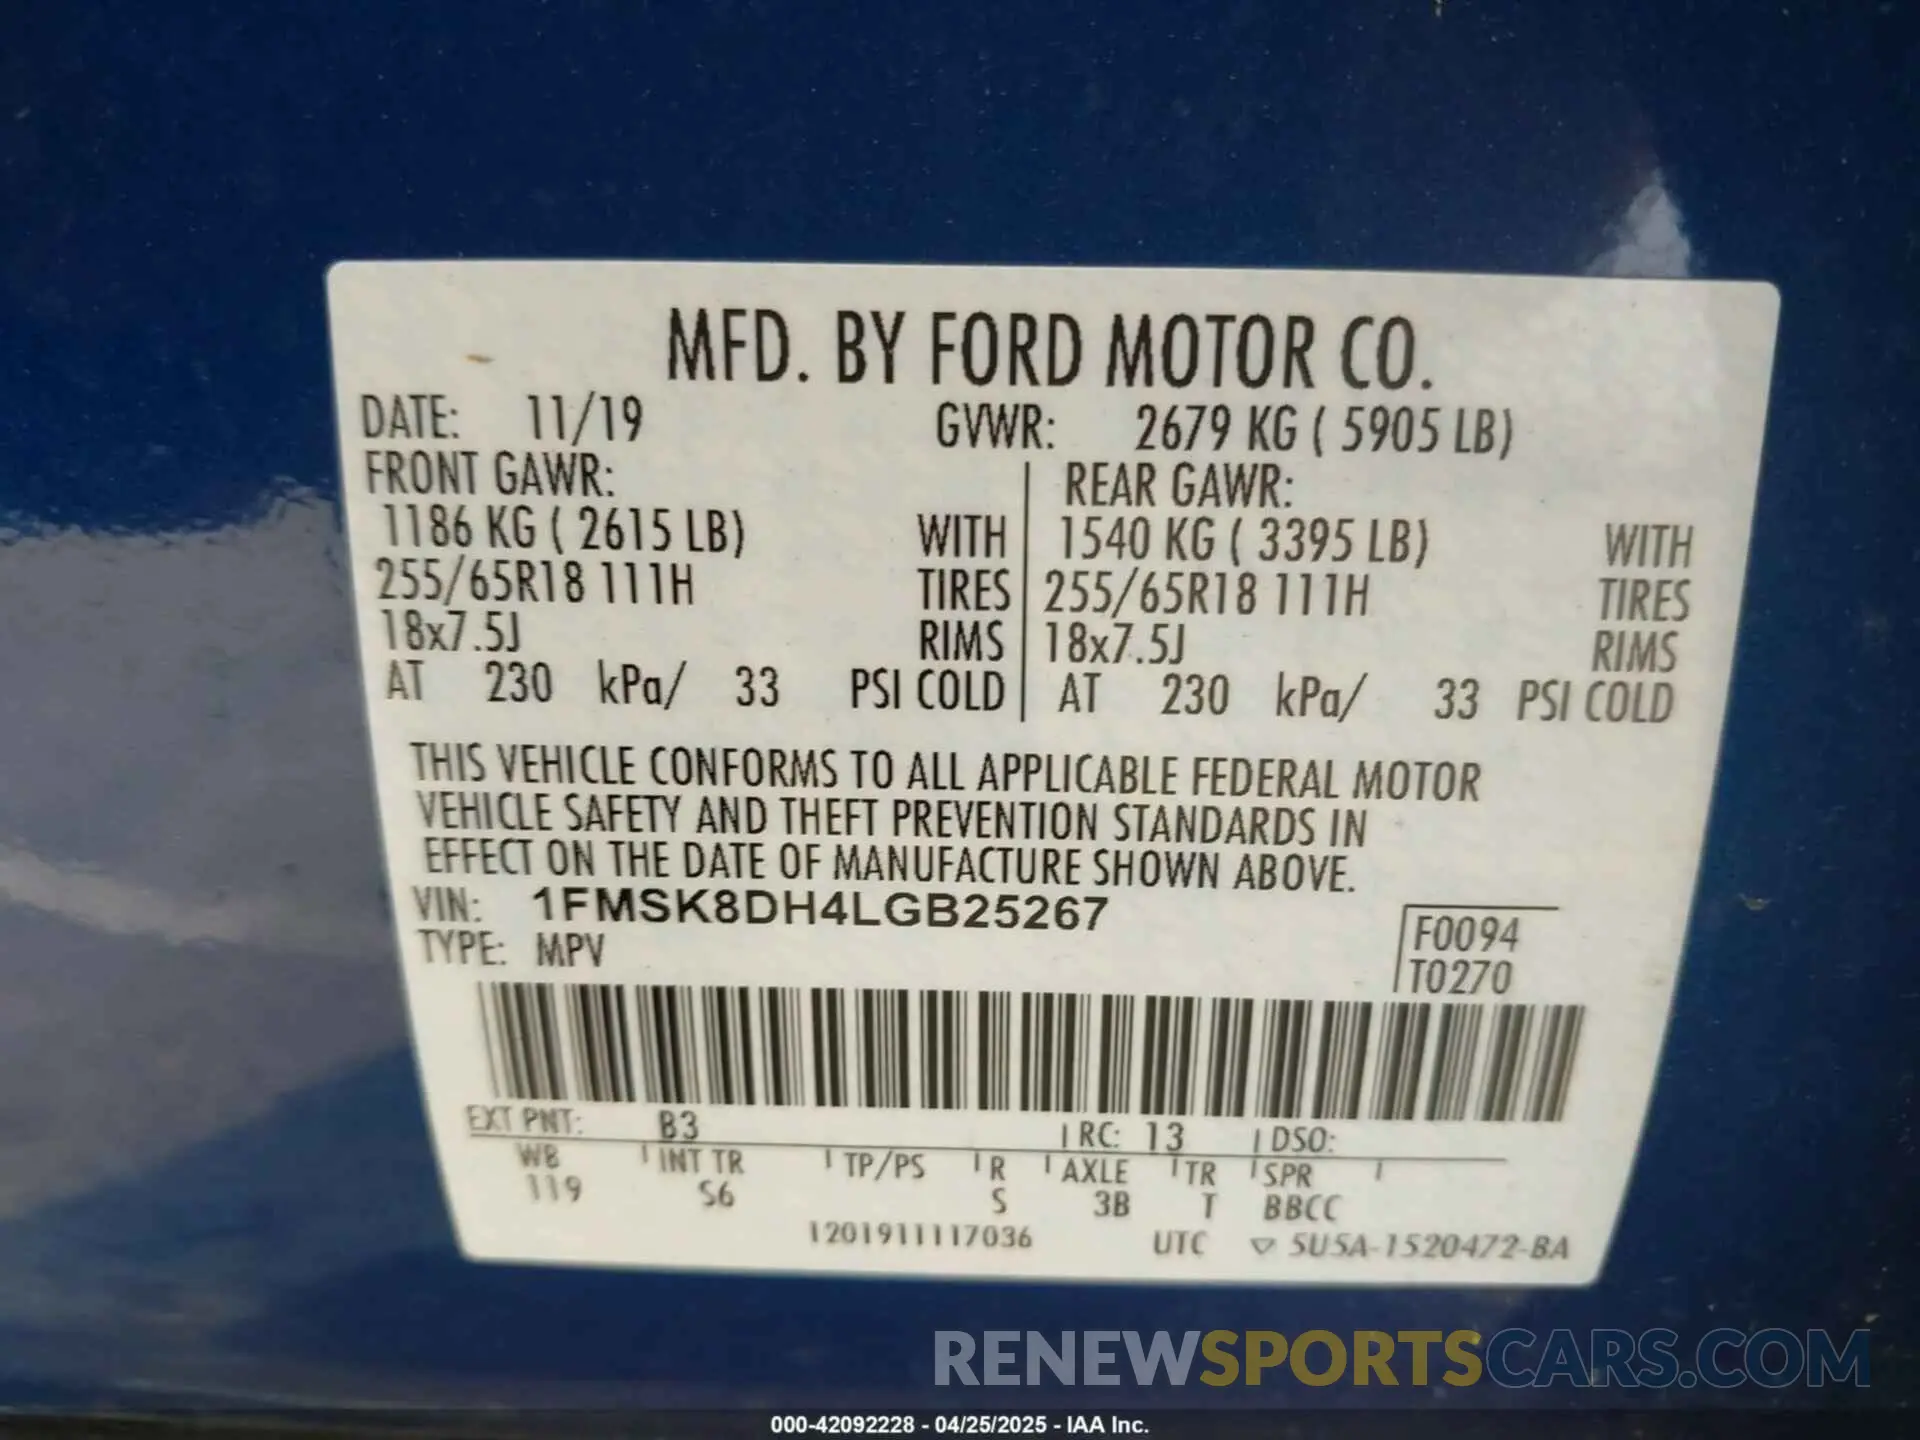 MFD. BY FORD MOTOR CO.
DATE: 11/19 GVWR: 2679 KG ( 5905 LB)
FRONT GAWR: REAR GAWR:
1186 KG ( 2615 LB) WITH 1540 KG ( 3395 LB) WITH
255/65R18 111H TIRES 255/65R18 111H TIRES
18x7.5J RIMS 18x7.5J RIMS
AT 230 kPa/ 33 PSI COLD AT 230 kPa/ 33 PSI COLD
THIS VEHICLE CONFORMS TO ALL APPLICABLE FEDERAL MOTOR
VEHICLE SAFETY AND THEFT PREVENTION STANDARDS IN
EFFECT ON THE DATE OF MANUFACTURE SHOWN ABOVE.
VIN: 1FMSK8DH4LGB25267
F0094
TYPE: MPV
T0270
EXT PNT: B3 RC: 13 DSO:
WB INT TR TP/PS R AXLE TR SPR
119 S6 S 3B T BBCC
1201911117036 UTC ▽ 5U5A-1520472-BA
RENEWSPORTSCARS.COM
000-42092228 - 04/25/2025 - IAA Inc.